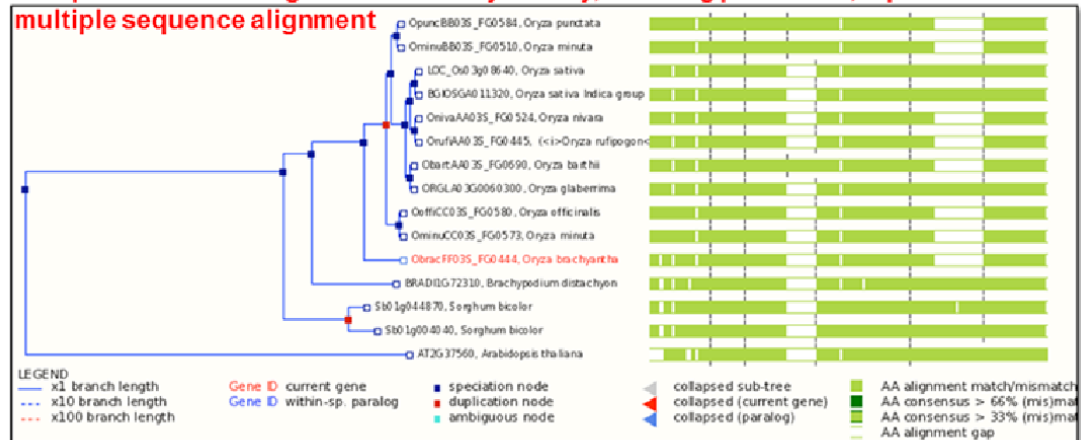 multiple sequence alignment
OpuncBB03S_FG0584, Oryza punctata
OminuBB03S_FG0510, Oryza minuta
LOC_Os03g08640, Oryza sativa
BGIOSGA011320, Oryza sativa Indica group
OnivaAA03S_FG0524, Oryza nivara
OrufiAA03S_FG0445, (<i>Oryza rufipogon<
ObartAA03S_FG0690, Oryza barthii
ORGLA03G0060300, Oryza glaberrima
OoffiCC03S_FG0580, Oryza officinalis
OminuCC03S_FG0573, Oryza minuta
ObracFF03S_FG0444, Oryza brachyantha
BRADI1G72310, Brachypodium distachyon
Sb01g044870, Sorghum bicolor
Sb01g004040, Sorghum bicolor
AT2G37560, Arabidopsis thaliana
LEGEND
x1 branch length
x10 branch length
x100 branch length
Gene ID current gene
Gene ID within-sp. paralog
speciation node
duplication node
ambiguous node
collapsed sub-tree
collapsed (current gene)
collapsed (paralog)
AA alignment match/mismatch
AA consensus > 66% (mis)mat
AA consensus > 33% (mis)mat
AA alignment gap